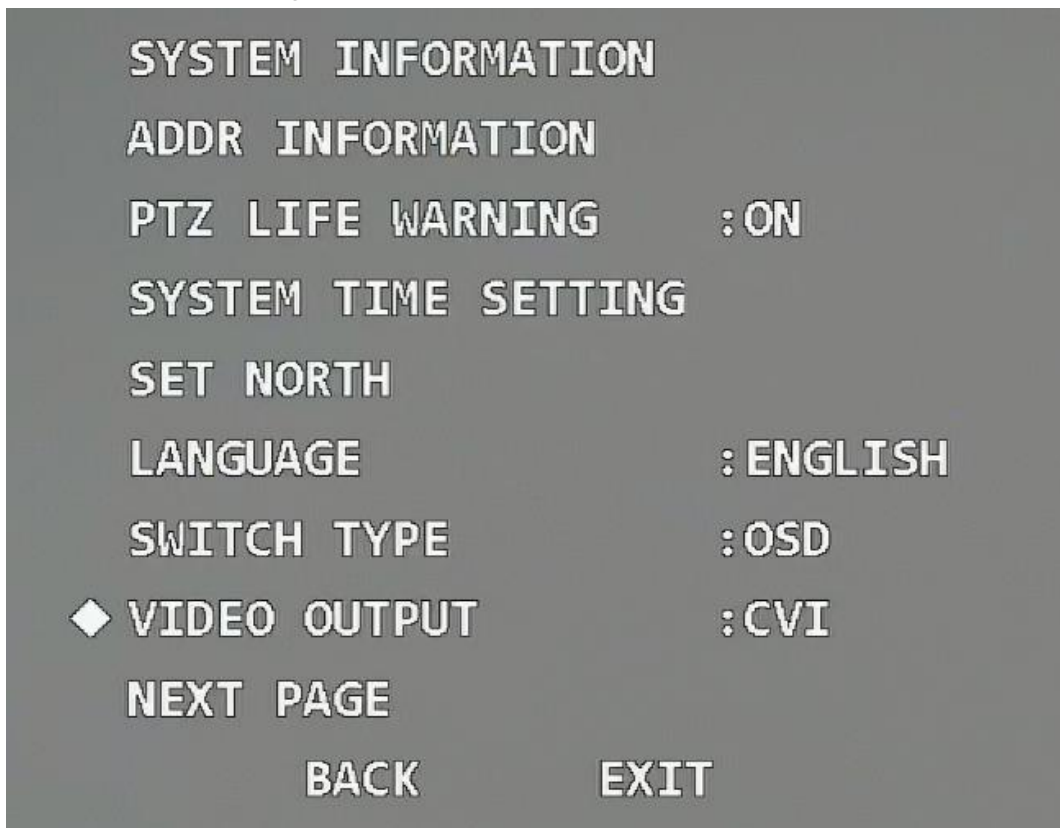 SYSTEM INFORMATION
ADDR INFORMATION
PTZ LIFE WARNING :ON
SYSTEM TIME SETTING
SET NORTH
LANGUAGE :ENGLISH
SWITCH TYPE :OSD
VIDEO OUTPUT :CVI
NEXT PAGE
BACK EXIT